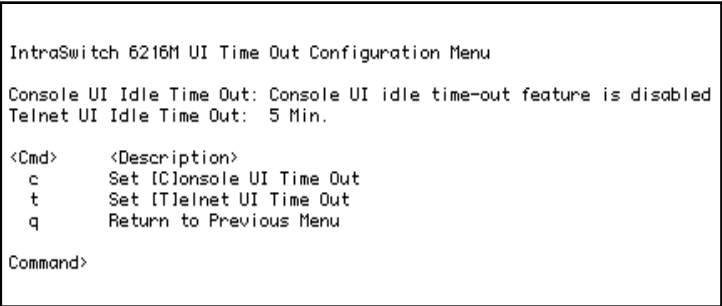 IntraSwitch 6216M UI Time Out Configuration Menu
Console UI Idle Time Out: Console UI idle time-out feature is disabled
Telnet UI Idle Time Out:  5 Min.
<Cmd>   <Description>
c   Set [C]onsole UI Time Out
t   Set [T]elnet UI Time Out
q   Return to Previous Menu
Command>